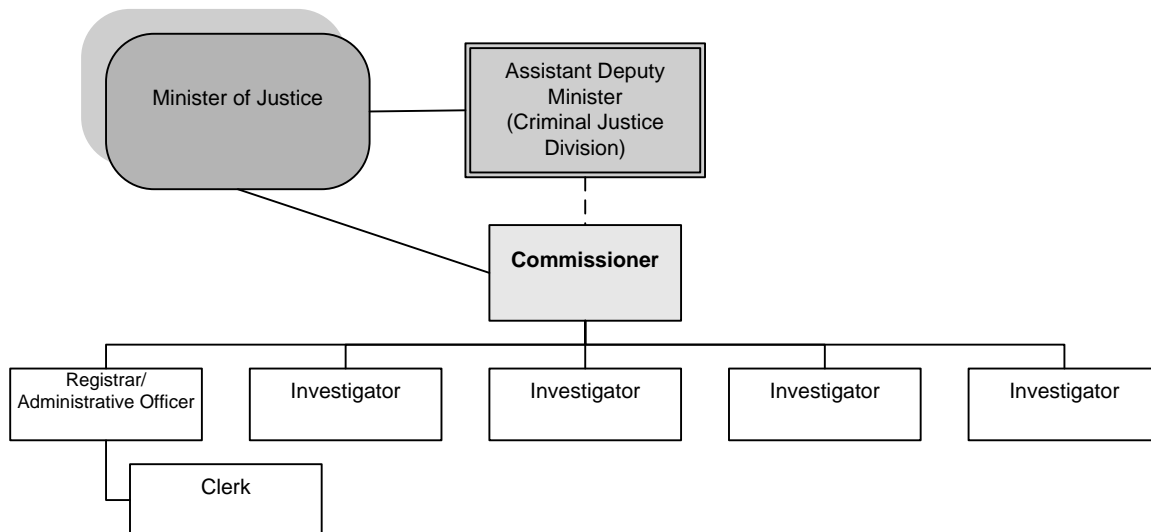 Minister of Justice
Assistant Deputy
Minister
(Criminal Justice
Division)
Commissioner
Registrar/
Administrative Officer
Investigator
Investigator
Investigator
Investigator
Clerk